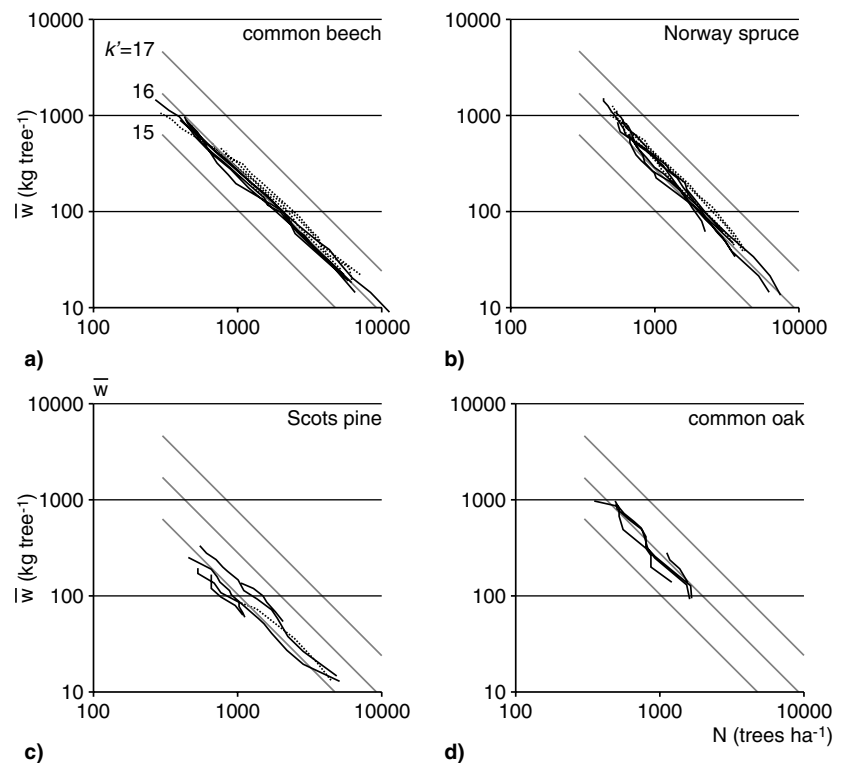 10000
common beech
k'=17
1000
16
15
100
10
100
1000
10000
w̅ (kg tree-1)
a)
10000
Norway spruce
1000
100
10
100
1000
10000
b)
w̅
10000
Scots pine
1000
100
10
100
1000
10000
w̅ (kg tree-1)
c)
10000
common oak
1000
100
10
100
1000
10000
N (trees ha-1)
d)